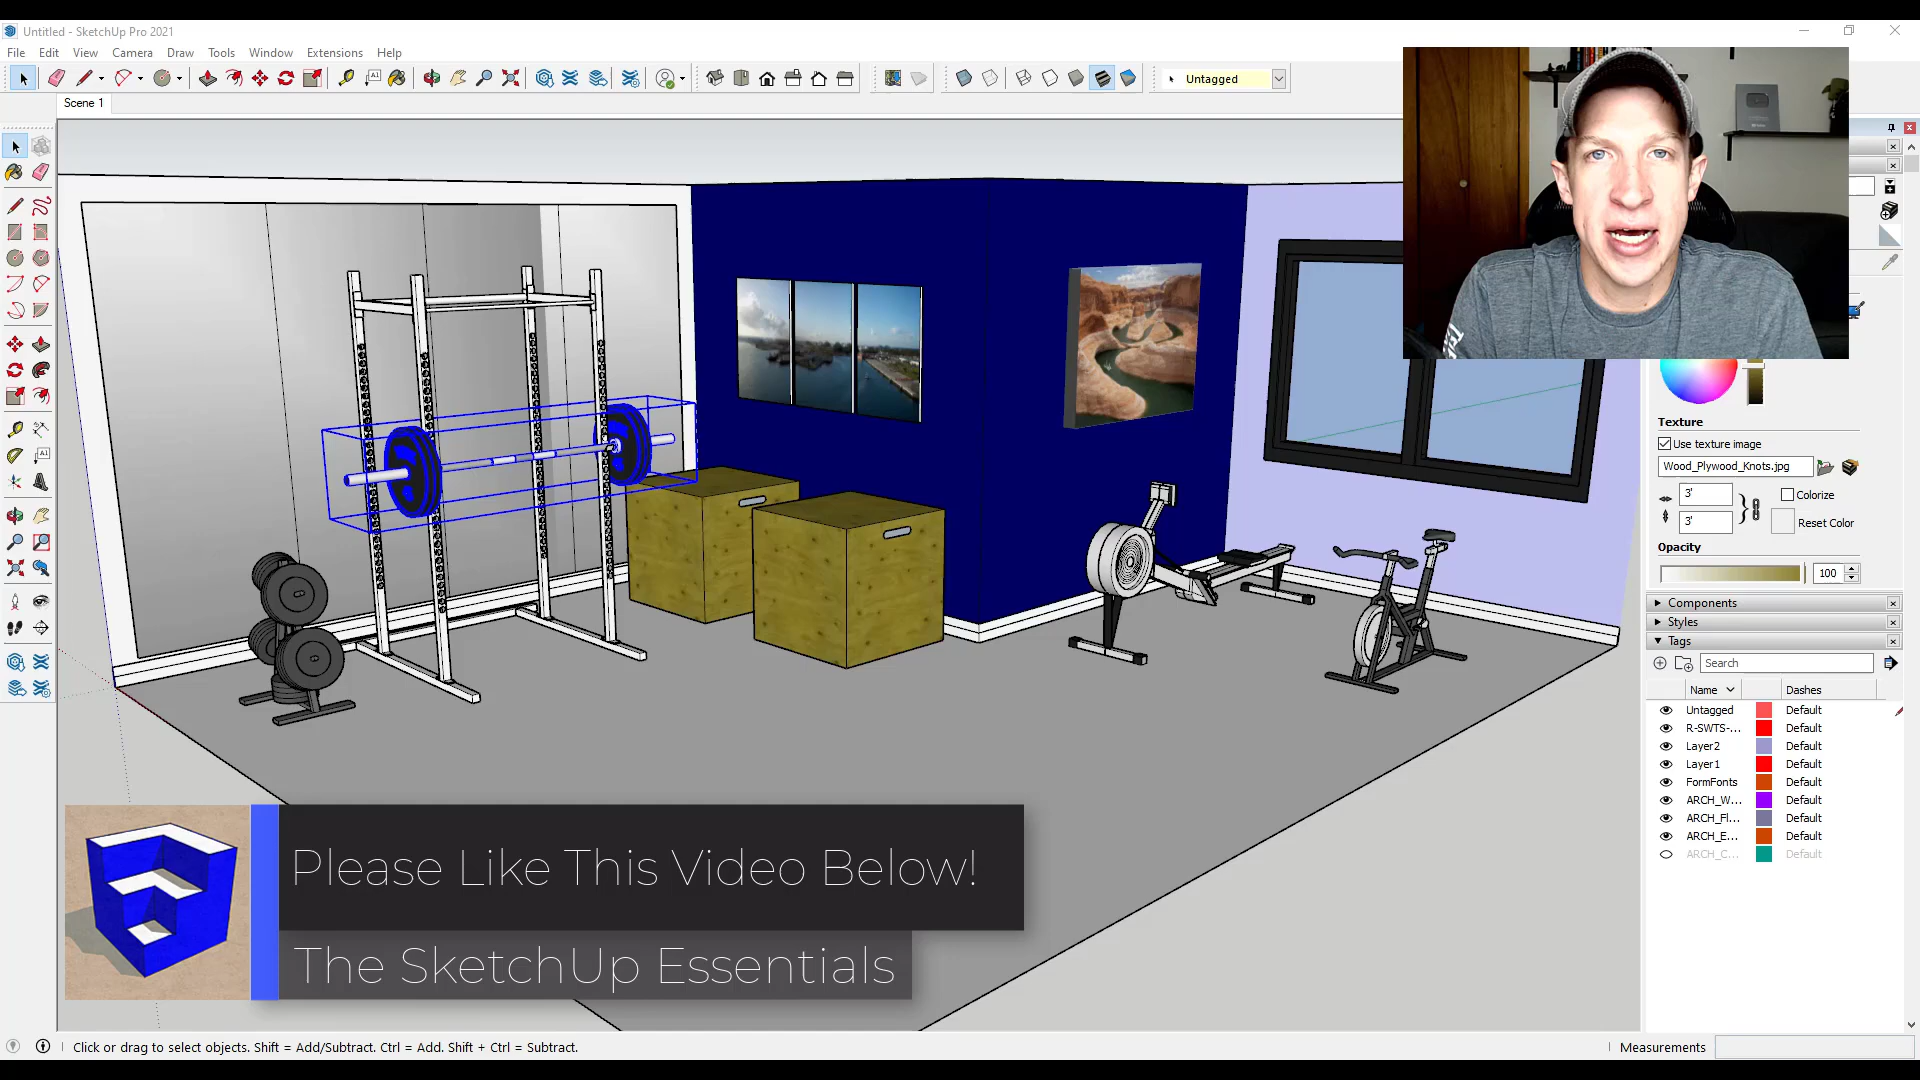 Untitled - SketchUp Pro 2021
File Edit View Camera Draw Tools Window Extensions Help
Untagged
Scene 1
Texture
Use texture image
Wood_Plywood_Knots.jpg
3' Colorize
3' Reset Color
Opacity
100
Components
Styles
Tags
Search
Name Dashes
Untagged Default
R-SWTS-... Default
Layer2 Default
Layer1 Default
FormFonts Default
ARCH_W... Default
ARCH_Fl... Default
ARCH_E... Default
ARCH_C... Default
Please Like This Video Below!
The SketchUp Essentials
Click or drag to select objects. Shift = Add/Subtract. Ctrl = Add. Shift + Ctrl = Subtract.
Measurements